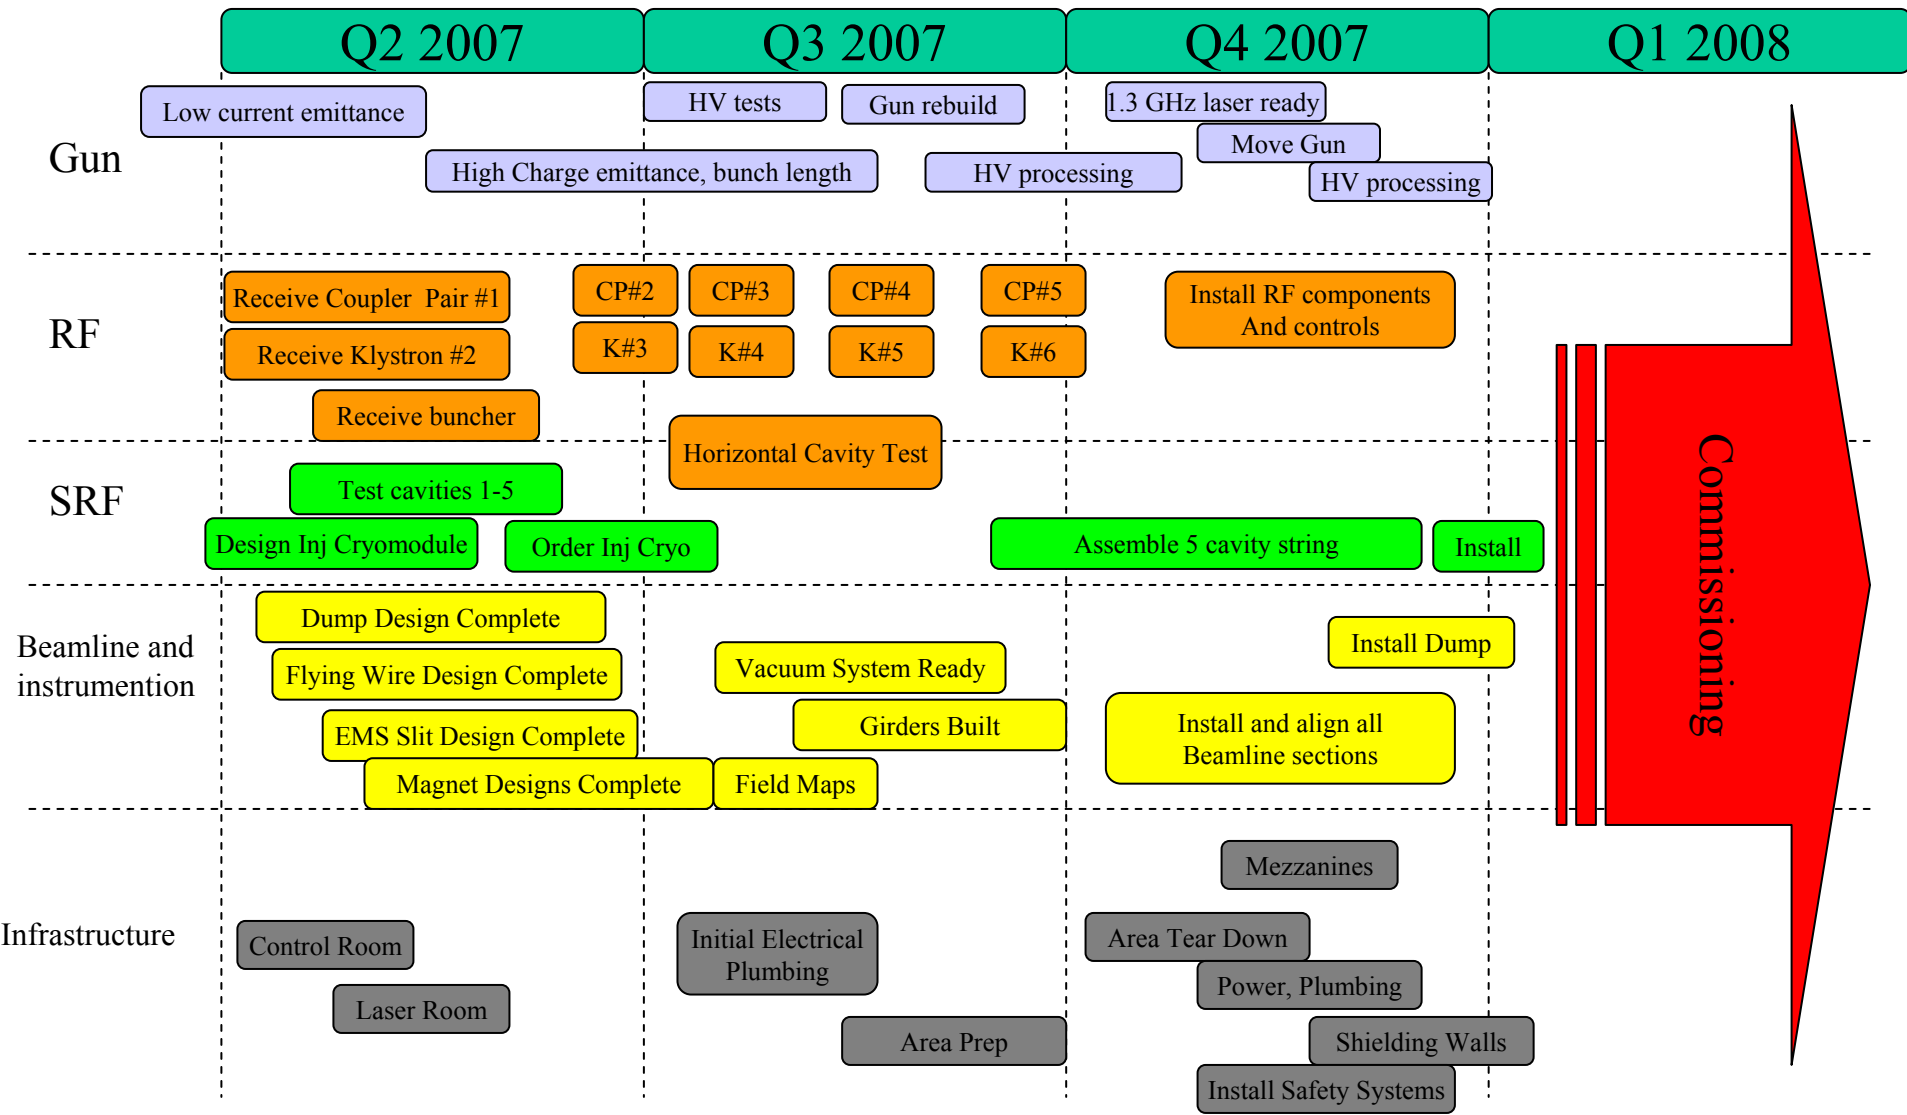 Q2 2007
Q3 2007
Q4 2007
Q1 2008
Gun
Low current emittance
HV tests
Gun rebuild
1.3 GHz laser ready
Move Gun
High Charge emittance, bunch length
HV processing
HV processing
RF
Receive Coupler Pair #1
CP#2
CP#3
CP#4
CP#5
Install RF components
And controls
Receive Klystron #2
K#3
K#4
K#5
K#6
Receive buncher
Horizontal Cavity Test
SRF
Test cavities 1-5
Design Inj Cryomodule
Order Inj Cryo
Assemble 5 cavity string
Install
Beamline and
instrumention
Dump Design Complete
Flying Wire Design Complete
EMS Slit Design Complete
Magnet Designs Complete
Vacuum System Ready
Girders Built
Field Maps
Install Dump
Install and align all
Beamline sections
Commissioning
Infrastructure
Control Room
Laser Room
Initial Electrical
Plumbing
Area Prep
Mezzanines
Area Tear Down
Power, Plumbing
Shielding Walls
Install Safety Systems